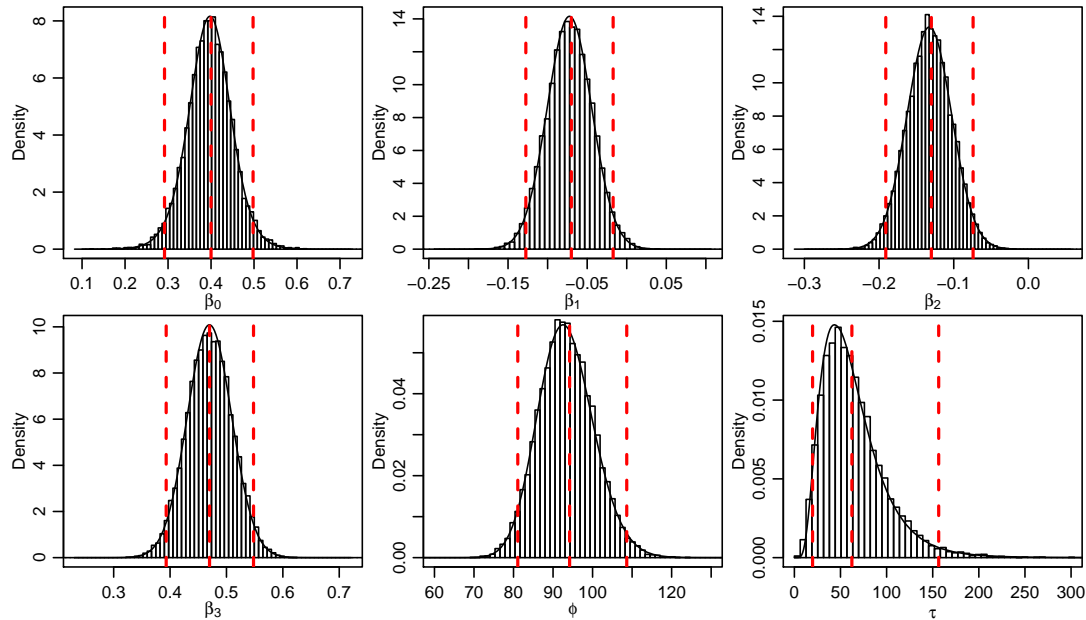 Density
0 2 4 6 8
0.1 0.2 0.3 0.4 0.5 0.6 0.7
β0
Density
0 2 4 6 8 10 14
−0.25 −0.15 −0.05 0.05
β1
Density
0 2 4 6 8 10 14
−0.3 −0.2 −0.1 0.0
β2
Density
0 2 4 6 8 10
0.3 0.4 0.5 0.6 0.7
β3
Density
0.00 0.02 0.04
60 70 80 90 100 120
ϕ
Density
0.000 0.005 0.010 0.015
0 50 100 150 200 250 300
τ